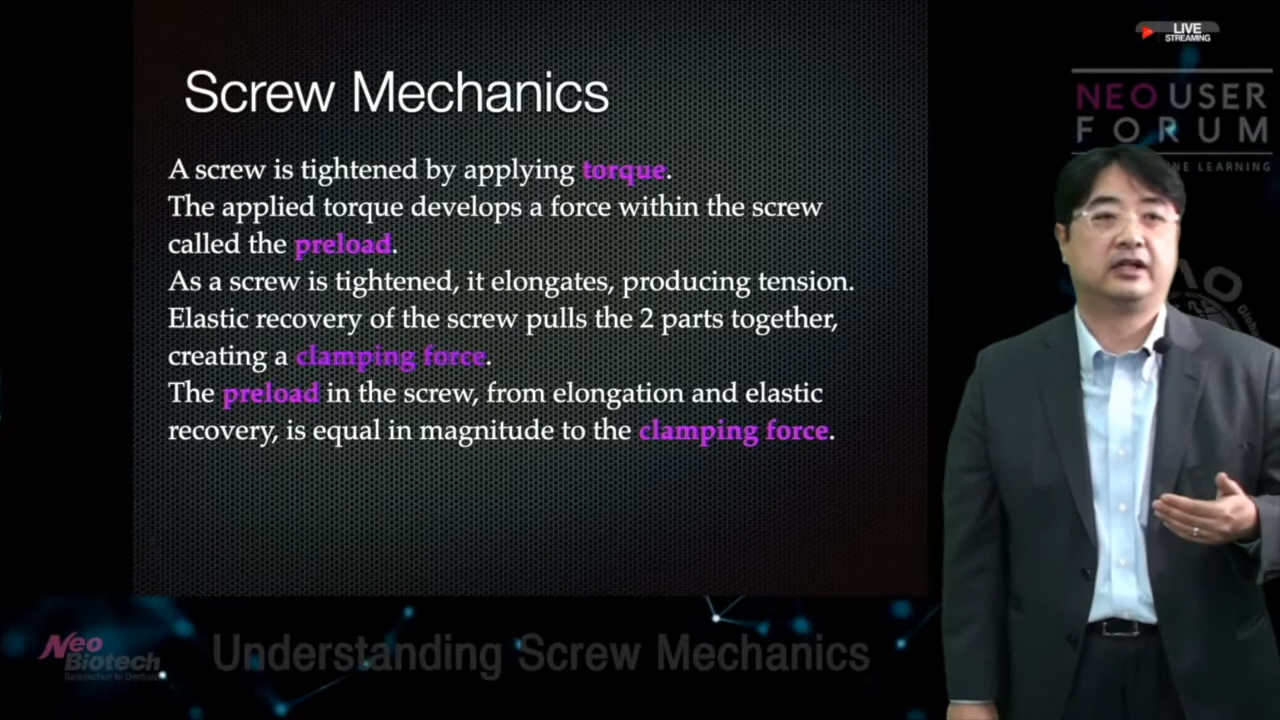 LIVE
STREAMING
NEO USER
FORUM
NE LEARNING
Screw Mechanics
A screw is tightened by applying torque.
The applied torque develops a force within the screw
called the preload.
As a screw is tightened, it elongates, producing tension.
Elastic recovery of the screw pulls the 2 parts together,
creating a clamping force.
The preload in the screw, from elongation and elastic
recovery, is equal in magnitude to the clamping force.
Neo
Biotech
Understanding Screw Mechanics